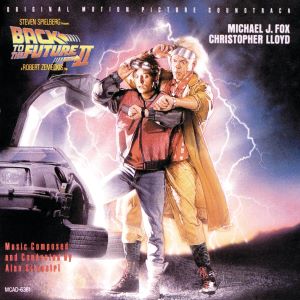 ORIGINAL MOTION PICTURE SOUNDTRACK
STEVEN SPIELBERG Presents
BACK
TO THE FUTURE II
A ROBERT ZEMECKIS Film
MICHAEL J. FOX
CHRISTOPHER LLOYD
Music Composed
and Conducted by
Alan Silvestri
MCAD-6361